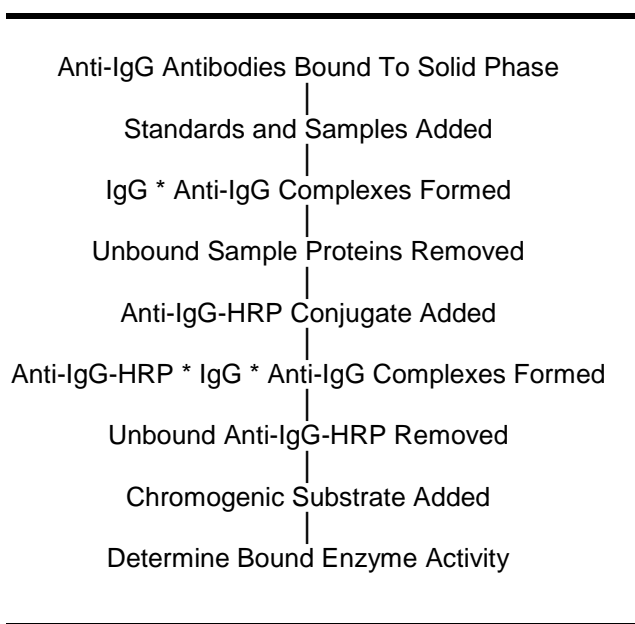 Anti-IgG Antibodies Bound To Solid Phase
Standards and Samples Added
IgG * Anti-IgG Complexes Formed
Unbound Sample Proteins Removed
Anti-IgG-HRP Conjugate Added
Anti-IgG-HRP * IgG * Anti-IgG Complexes Formed
Unbound Anti-IgG-HRP Removed
Chromogenic Substrate Added
Determine Bound Enzyme Activity